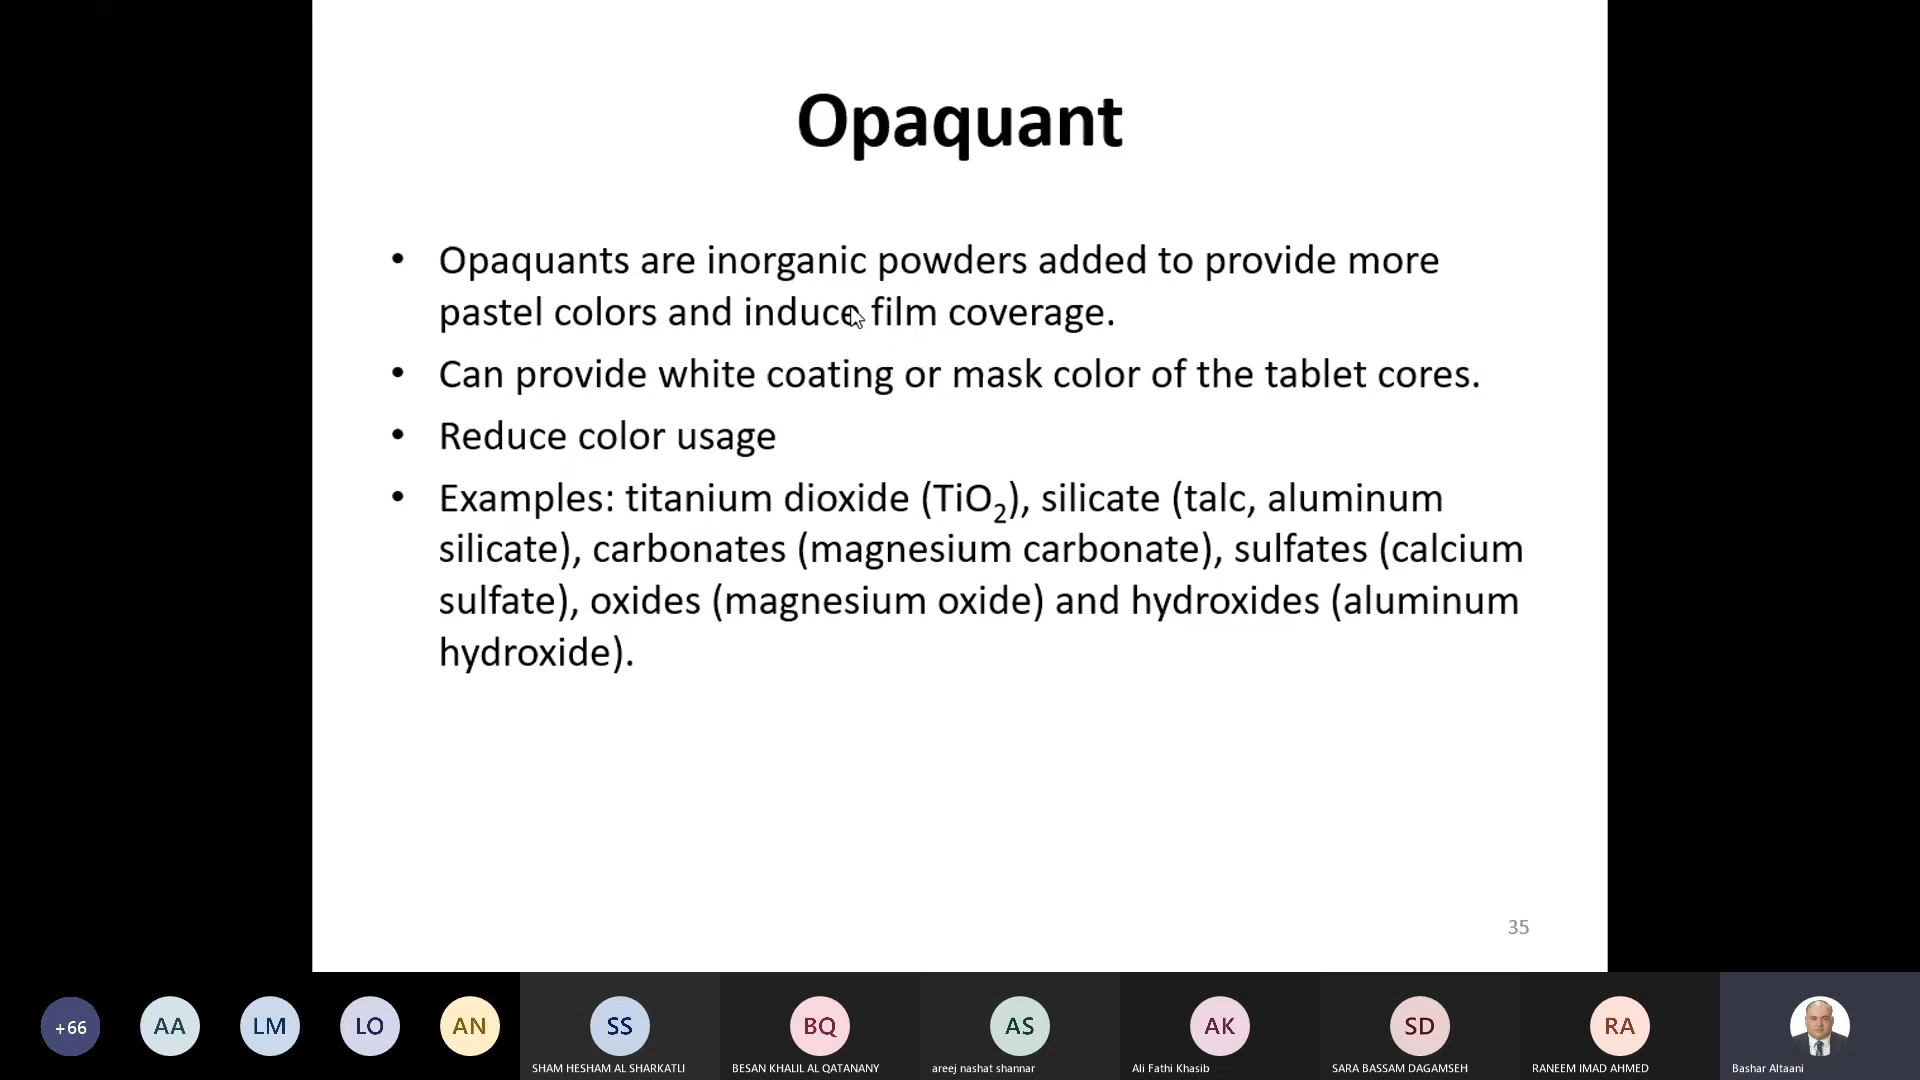 Opaquant
• Opaquants are inorganic powders added to provide more
pastel colors and induce film coverage.
• Can provide white coating or mask color of the tablet cores.
• Reduce color usage
• Examples: titanium dioxide (TiO₂), silicate (talc, aluminum
silicate), carbonates (magnesium carbonate), sulfates (calcium
sulfate), oxides (magnesium oxide) and hydroxides (aluminum
hydroxide).
35
+66 AA LM LO AN SS BQ AS AK SD RA
SHAM HESHAM AL SHARKATLI BESAN KHALIL AL QATANANY areej nashat shannar Ali Fathi Khasib SARA BASSAM DAGAMSEH RANEEM IMAD AHMED Bashar Altaani